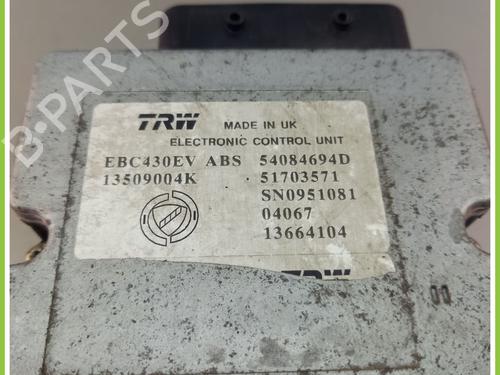 B-PARTS
TRW MADE IN UK
ELECTRONIC CONTROL UNIT
EBC430EV ABS 54084694D
13509004K 51703571
SN0951081
04067
13664104
TRW